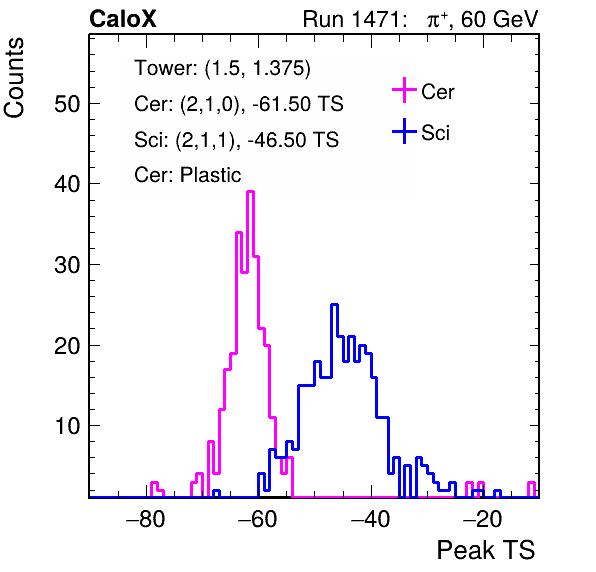 CaloX Run 1471: π⁺, 60 GeV
Counts
Tower: (1.5, 1.375)
Cer: (2,1,0), -61.50 TS
Sci: (2,1,1), -46.50 TS
Cer: Plastic
Cer
Sci
50
40
30
20
10
−80 −60 −40 −20
Peak TS